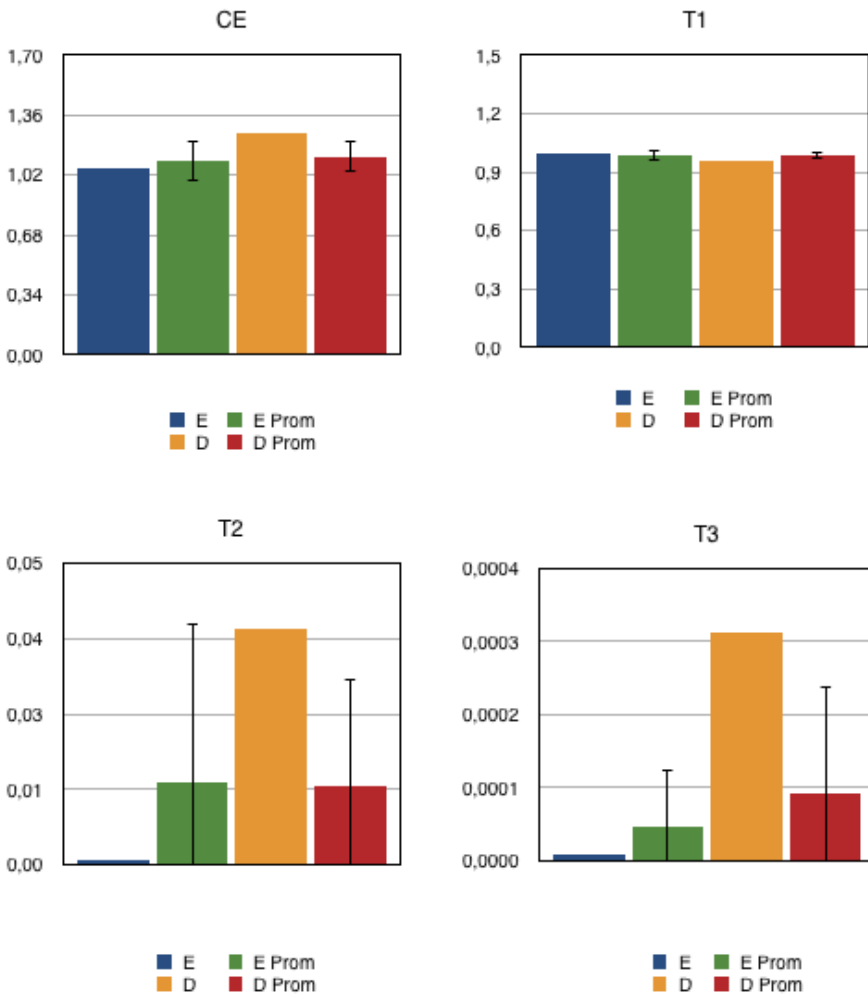 CE
1,70
1,36
1,02
0,68
0,34
0,00
E E Prom
D D Prom
T1
1,5
1,2
0,9
0,6
0,3
0,0
E E Prom
D D Prom
T2
0,05
0,04
0,03
0,01
0,00
E E Prom
D D Prom
T3
0,0004
0,0003
0,0002
0,0001
0,0000
E E Prom
D D Prom